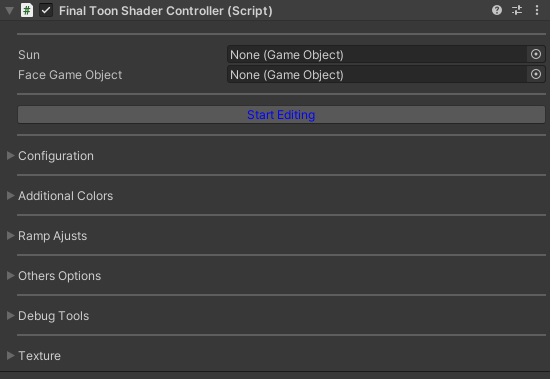 Final Toon Shader Controller (Script)
Sun None (Game Object)
Face Game Object None (Game Object)
Start Editing
Configuration
Additional Colors
Ramp Ajusts
Others Options
Debug Tools
Texture